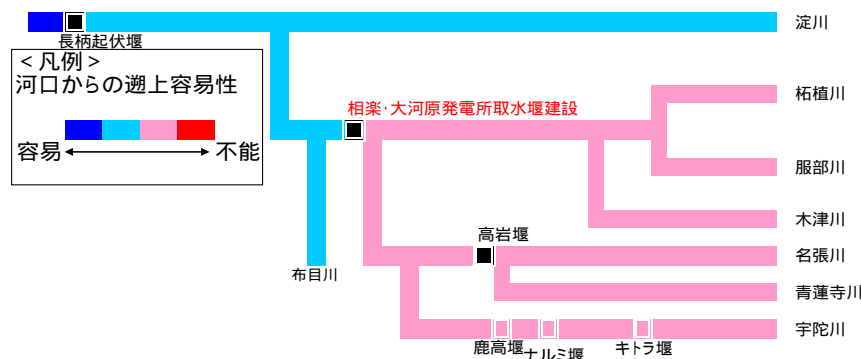 淀川
長柄起伏堰
<凡例>
河口からの遡上容易性
容易
不能
相楽・大河原発電所取水堰建設
柘植川
服部川
木津川
高岩堰
名張川
布目川
青蓮寺川
宇陀川
鹿高堰
ナルミ堰
キトラ堰